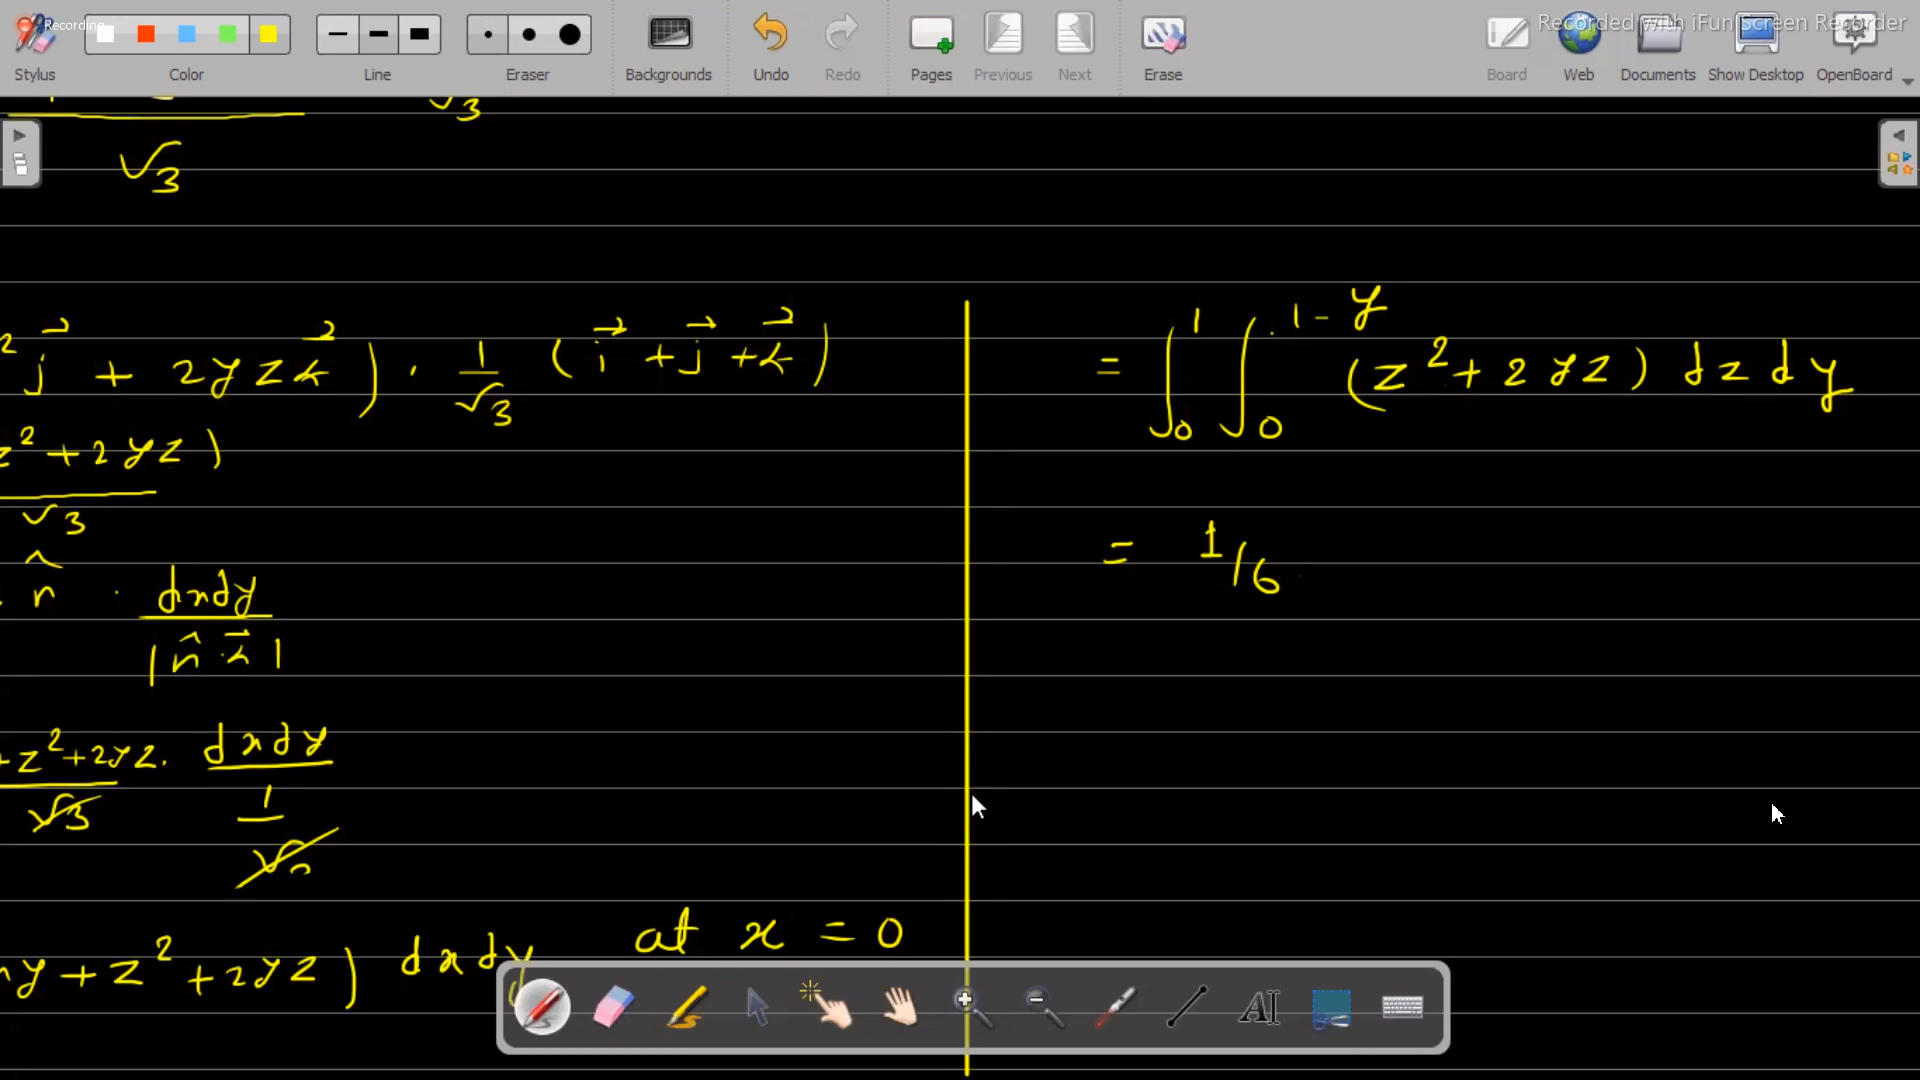 Recording
Recorded with iFun Screen Recorder
Stylus Color Line Eraser Backgrounds Undo Redo Pages Previous Next Erase Board Web Documents Show Desktop OpenBoard
√3
√3
² j⃗ + 2yzk⃗) · 1/√3 (i⃗ + j⃗ + k⃗)
z² + 2yz)
√3
n̂ · dxdy
|n̂ · k⃗|
+ z² + 2yz . dxdy
√3 1
y + z² + 2yz) dxdy at x = 0
= ∫₀¹ ∫₀^{1-y} (z² + 2yz) dz dy
= 1/6